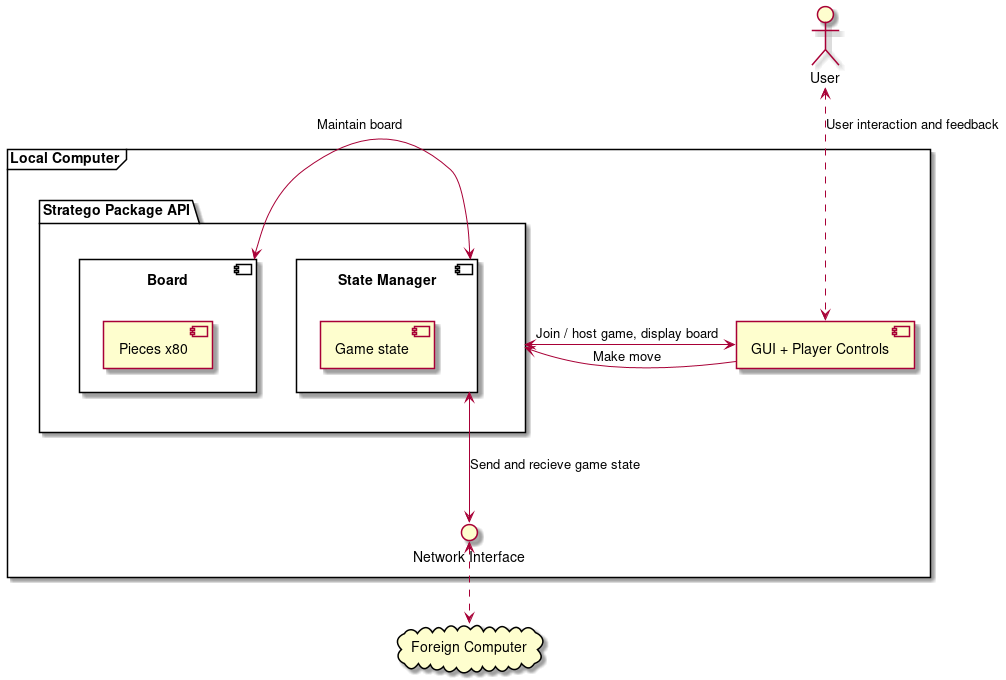 User
User interaction and feedback
Maintain board
Local Computer
Stratego Package API
Board
State Manager
Pieces x80
Game state
Join / host game, display board
Make move
GUI + Player Controls
Send and recieve game state
Network Interface
Foreign Computer